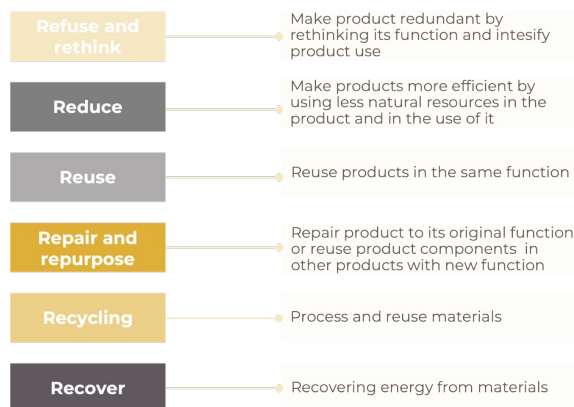 Refuse and
rethink
Make product redundant by
rethinking its function and intesify
product use
Reduce
Make products more efficient by
using less natural resources in the
product and in the use of it
Reuse
Reuse products in the same function
Repair and
repurpose
Repair product to its original function
or reuse product components in
other products with new function
Recycling
Process and reuse materials
Recover
Recovering energy from materials